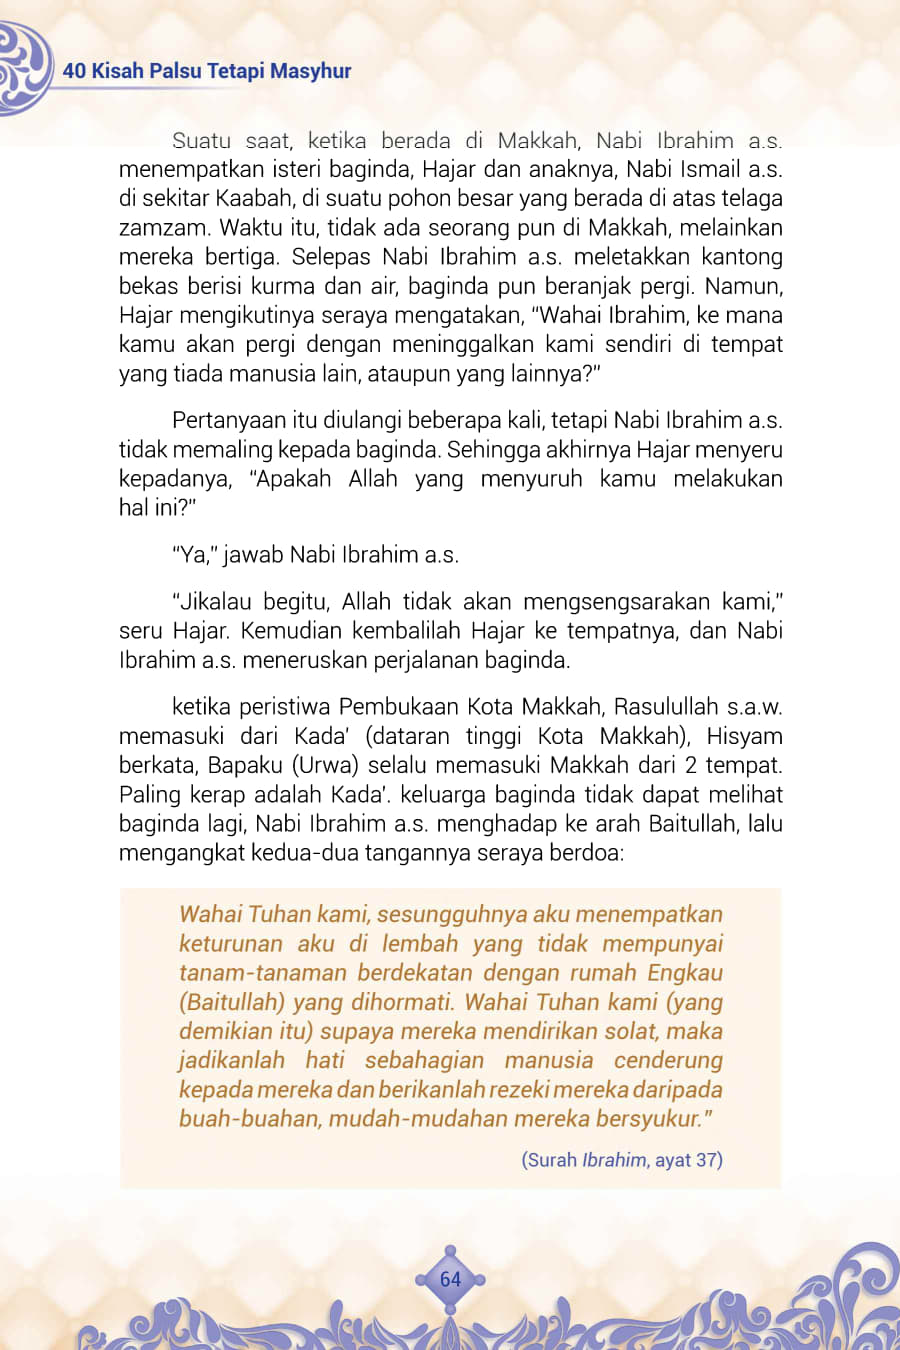 40 Kisah Palsu Tetapi Masyhur
Suatu saat, ketika berada di Makkah, Nabi Ibrahim a.s.
menempatkan isteri baginda, Hajar dan anaknya, Nabi Ismail a.s.
di sekitar Kaabah, di suatu pohon besar yang berada di atas telaga
zamzam. Waktu itu, tidak ada seorang pun di Makkah, melainkan
mereka bertiga. Selepas Nabi Ibrahim a.s. meletakkan kantong
bekas berisi kurma dan air, baginda pun beranjak pergi. Namun,
Hajar mengikutinya seraya mengatakan, “Wahai Ibrahim, ke mana
kamu akan pergi dengan meninggalkan kami sendiri di tempat
yang tiada manusia lain, ataupun yang lainnya?”
Pertanyaan itu diulangi beberapa kali, tetapi Nabi Ibrahim a.s.
tidak memaling kepada baginda. Sehingga akhirnya Hajar menyeru
kepadanya, “Apakah Allah yang menyuruh kamu melakukan
hal ini?”
“Ya,” jawab Nabi Ibrahim a.s.
“Jikalau begitu, Allah tidak akan mengsengsarakan kami,”
seru Hajar. Kemudian kembalilah Hajar ke tempatnya, dan Nabi
Ibrahim a.s. meneruskan perjalanan baginda.
ketika peristiwa Pembukaan Kota Makkah, Rasulullah s.a.w.
memasuki dari Kada’ (dataran tinggi Kota Makkah), Hisyam
berkata, Bapaku (Urwa) selalu memasuki Makkah dari 2 tempat.
Paling kerap adalah Kada’. keluarga baginda tidak dapat melihat
baginda lagi, Nabi Ibrahim a.s. menghadap ke arah Baitullah, lalu
mengangkat kedua-dua tangannya seraya berdoa:
Wahai Tuhan kami, sesungguhnya aku menempatkan
keturunan aku di lembah yang tidak mempunyai
tanam-tanaman berdekatan dengan rumah Engkau
(Baitullah) yang dihormati. Wahai Tuhan kami (yang
demikian itu) supaya mereka mendirikan solat, maka
jadikanlah hati sebahagian manusia cenderung
kepada mereka dan berikanlah rezeki mereka daripada
buah-buahan, mudah-mudahan mereka bersyukur.”
(Surah Ibrahim, ayat 37)
64